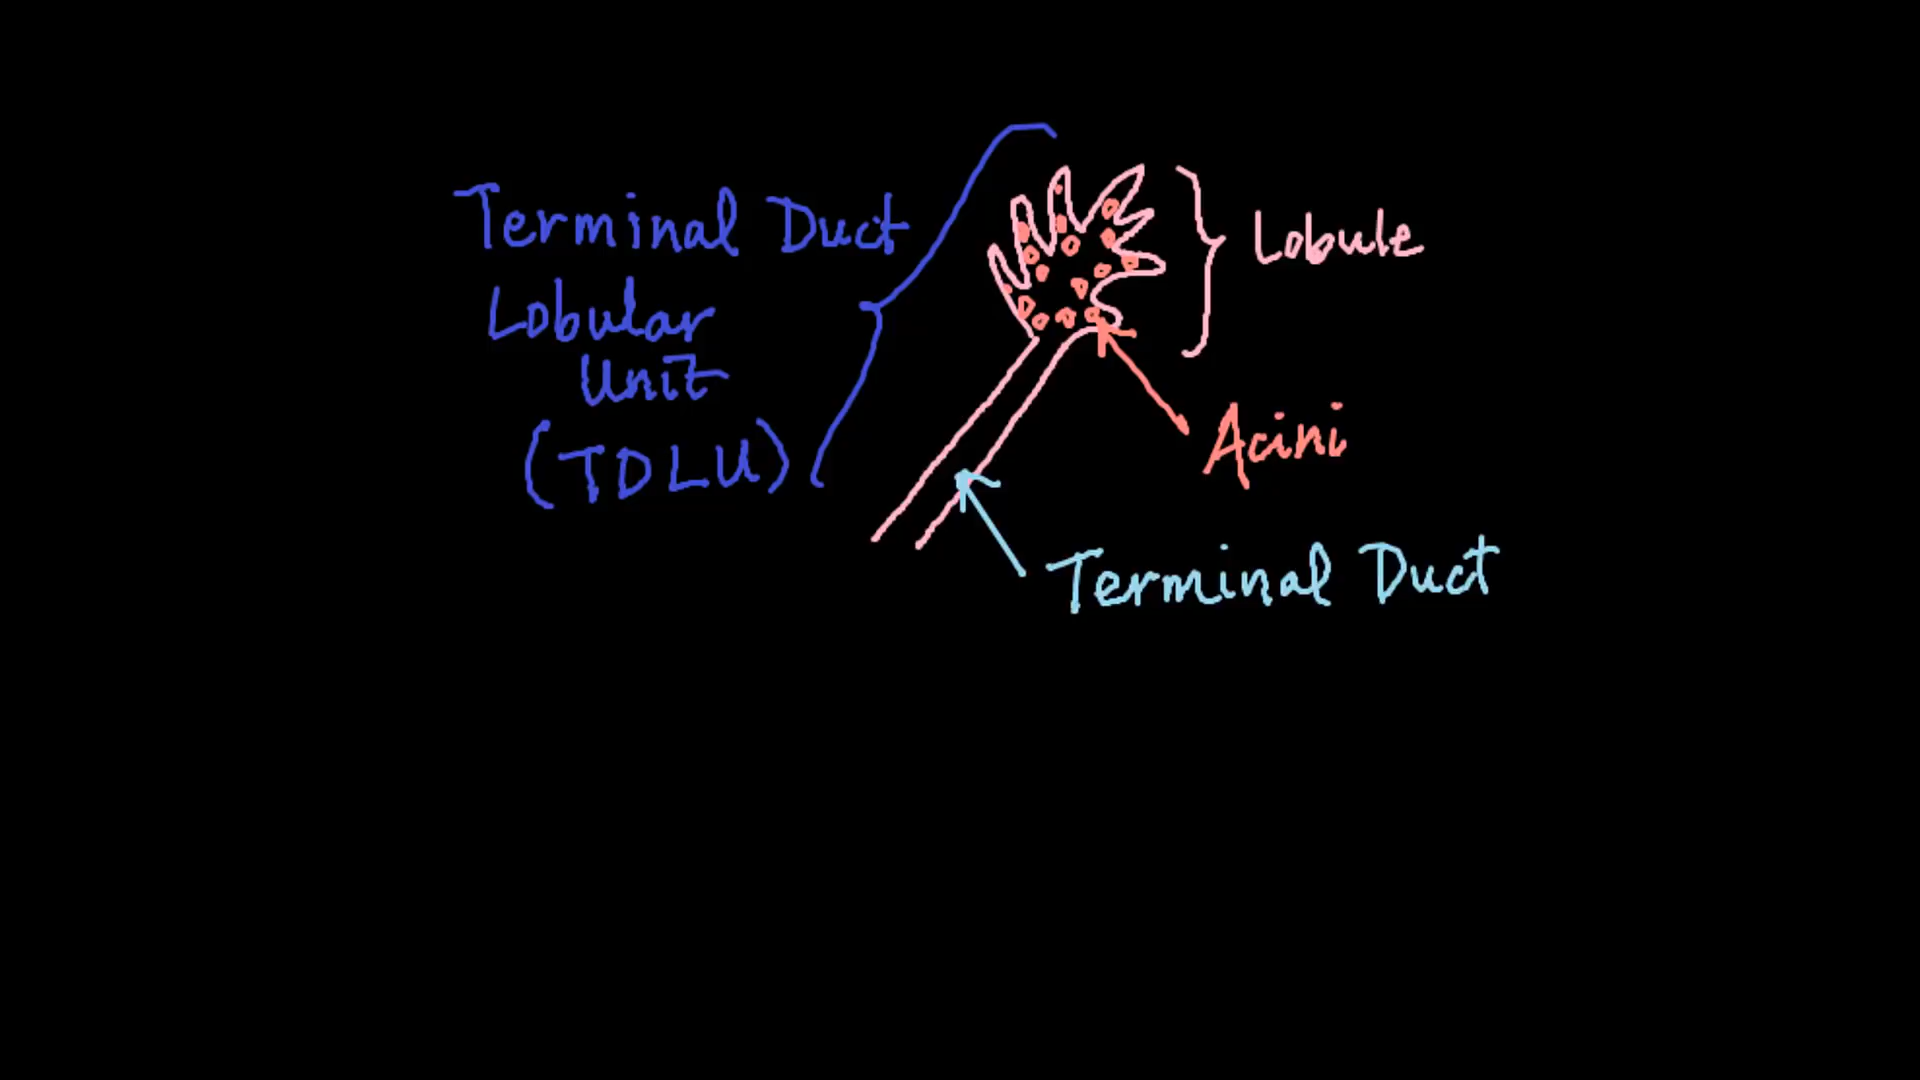 Terminal Duct
Lobular
Unit
(TDLU)
Lobule
Acini
Terminal Duct